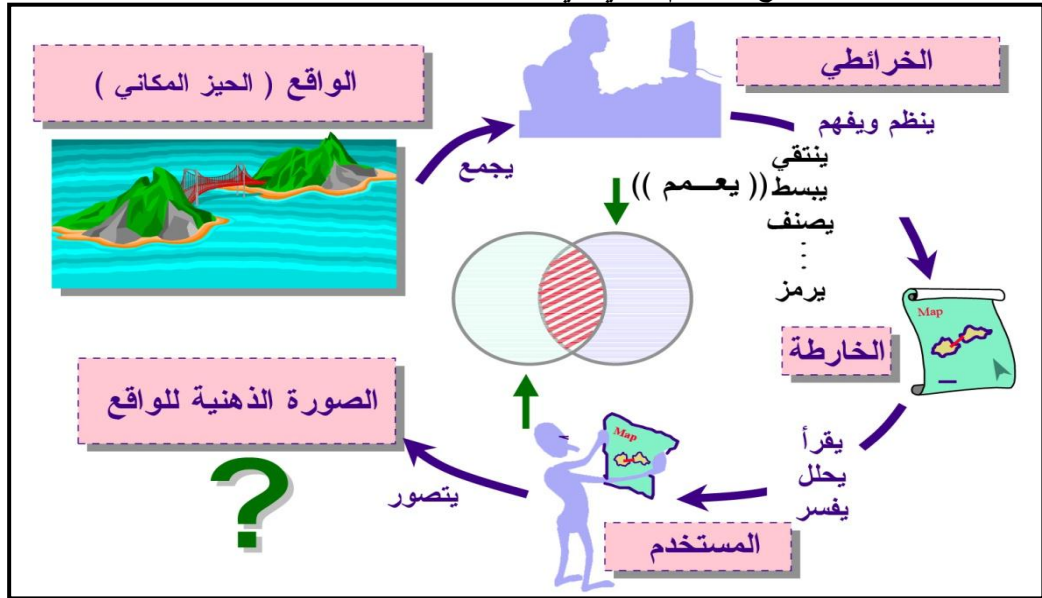 الواقع ( الحيز المكاني )
يجمع
الخرائطي
ينظم ويفهم
ينتقي
يبسط(( يعـــمم ))
يصنف
يرمز
Map
الخارطة
يقرأ
يحلل
يفسر
Map
المستخدم
يتصور
الصورة الذهنية للواقع
?